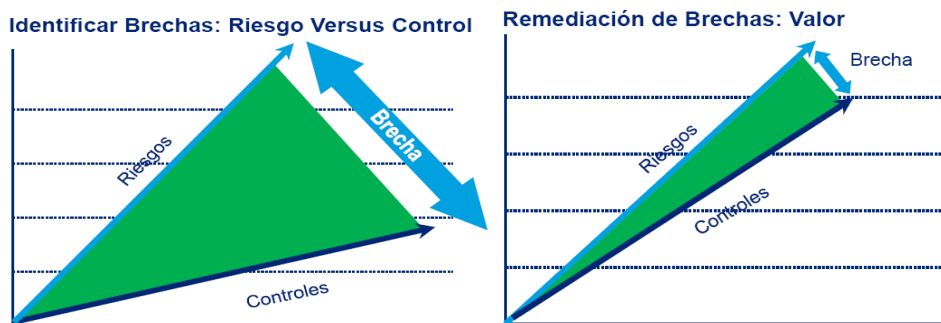 Identificar Brechas: Riesgo Versus Control
Riesgos
Brecha
Controles
Remediación de Brechas: Valor
Brecha
Riesgos
Controles